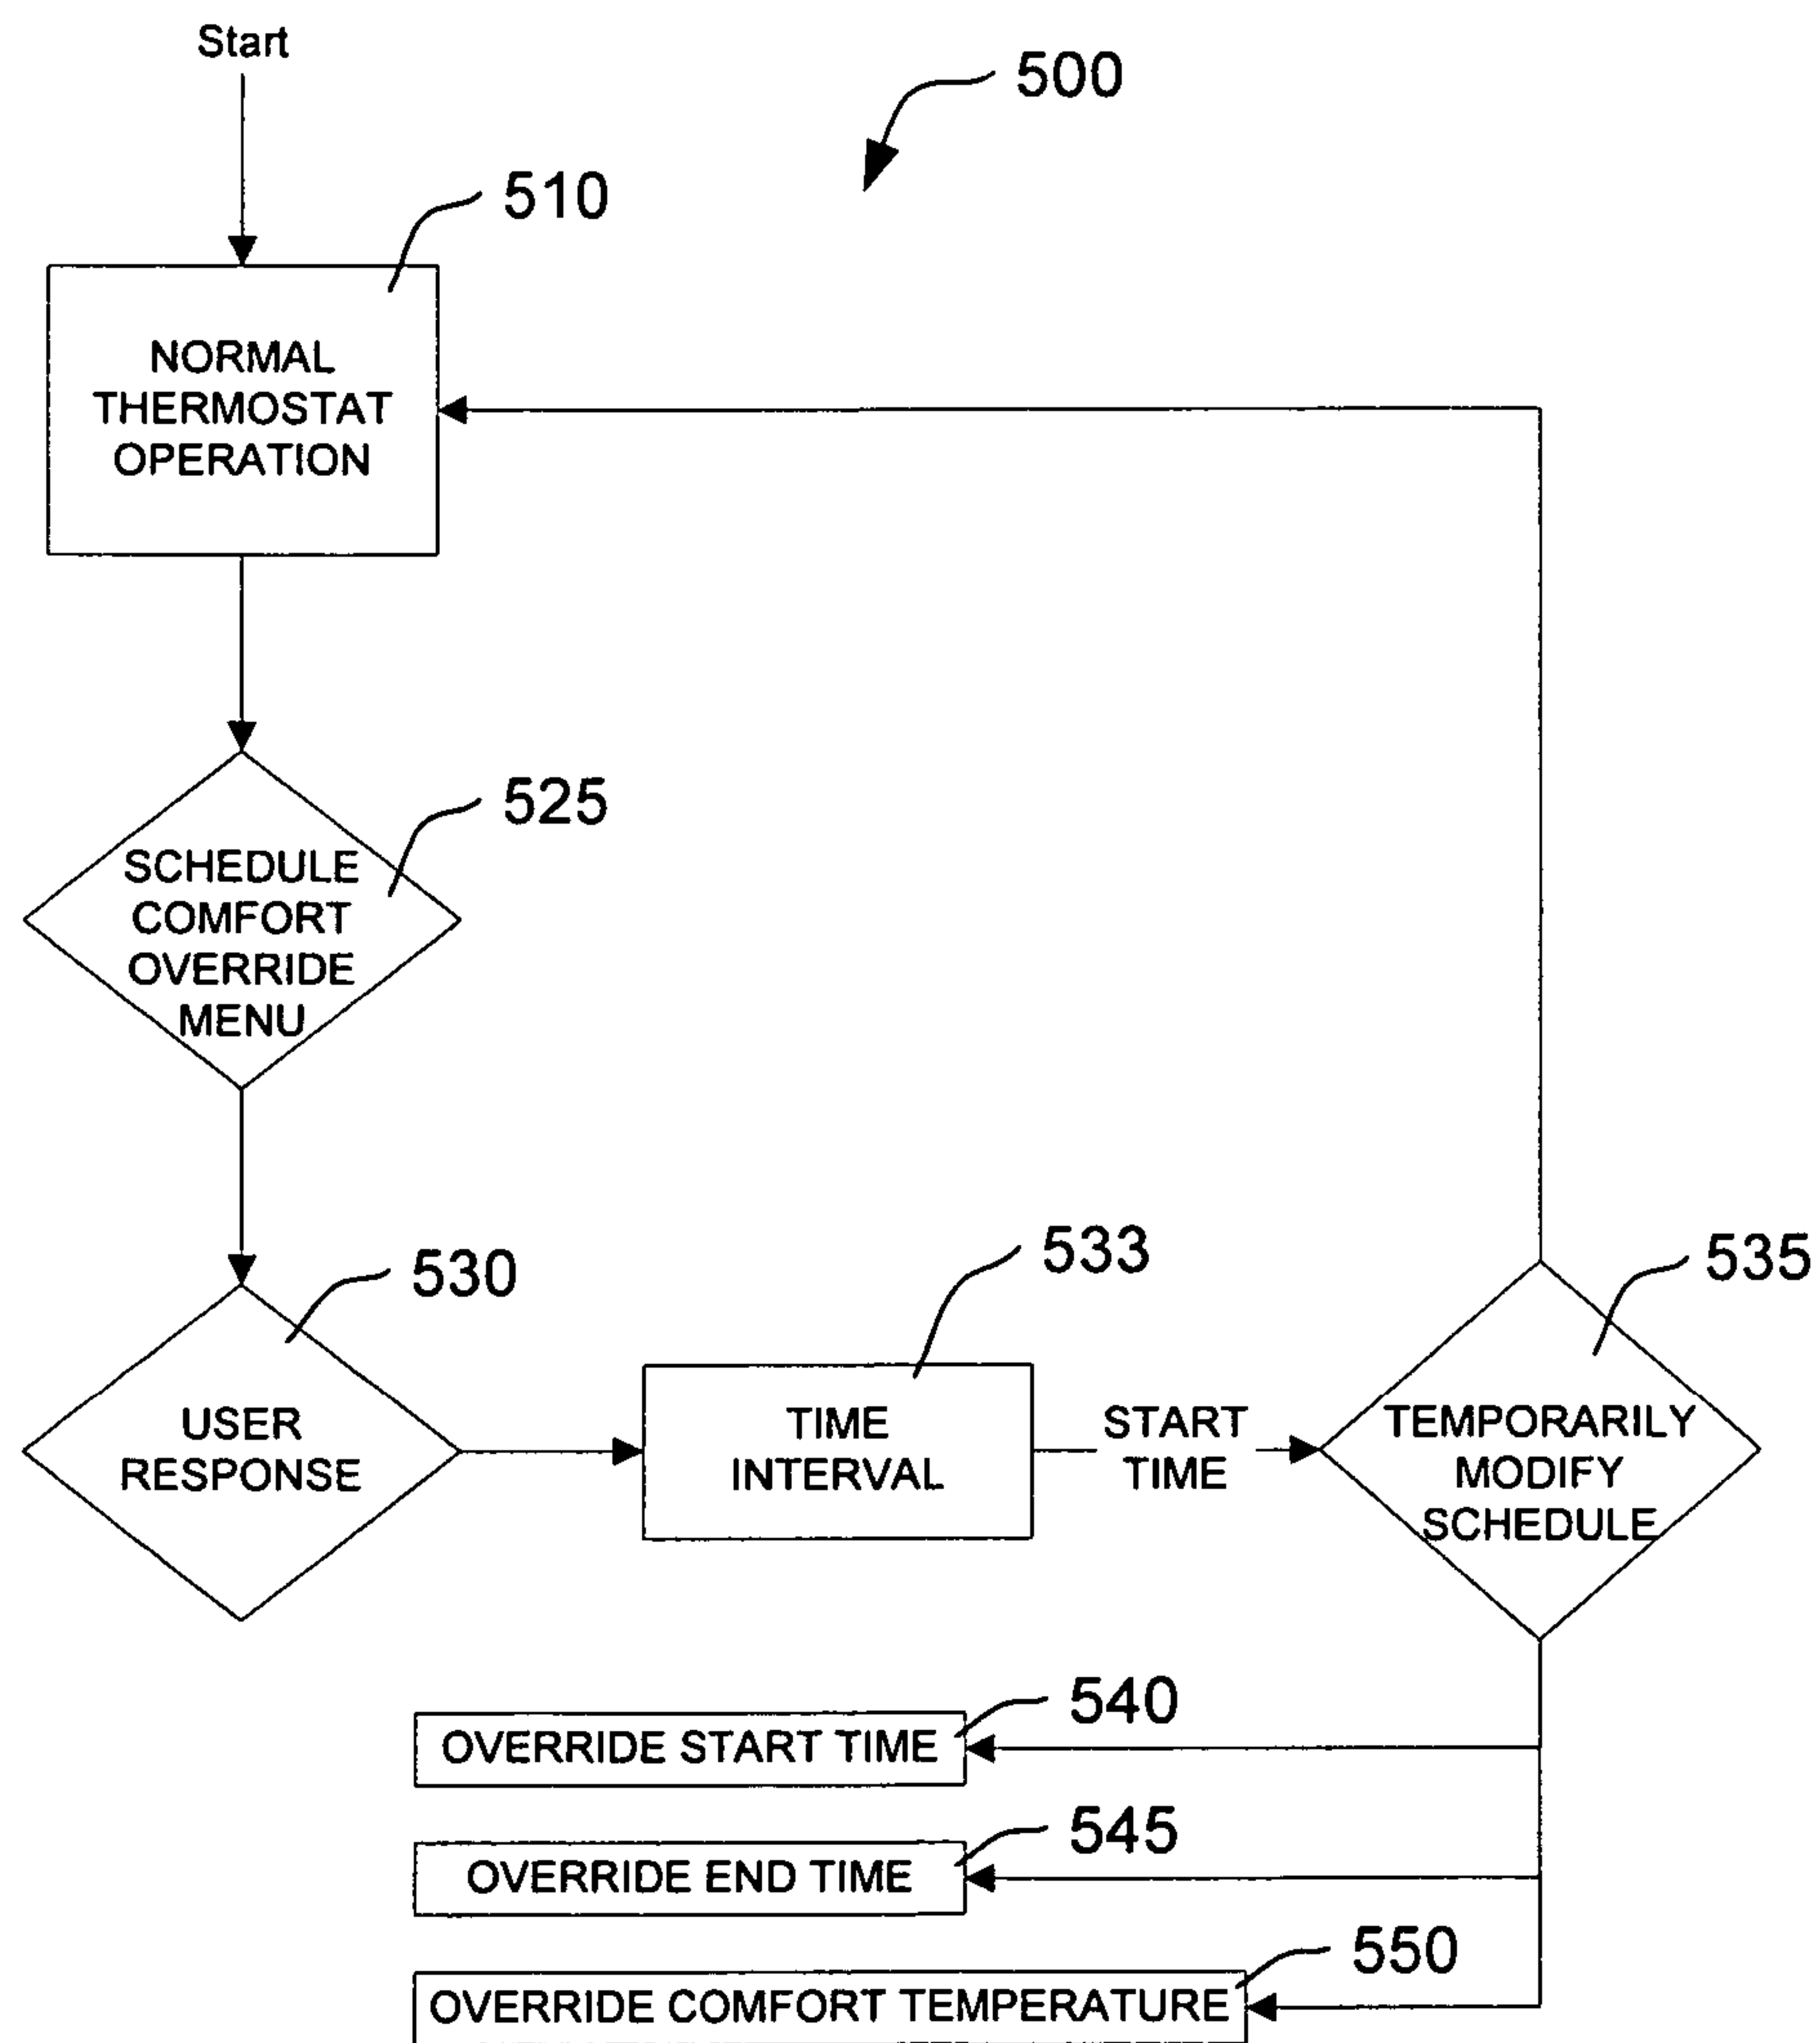 Start
500
510
NORMAL
THERMOSTAT
OPERATION
525
SCHEDULE
COMFORT
OVERRIDE
MENU
530
USER
RESPONSE
533
TIME
INTERVAL
START
TIME
535
TEMPORARILY
MODIFY
SCHEDULE
540
OVERRIDE START TIME
545
OVERRIDE END TIME
550
OVERRIDE COMFORT TEMPERATURE